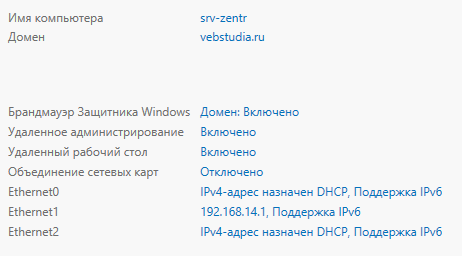 Имя компьютера srv-zentr
Домен vebstudia.ru
Брандмауэр Защитника Windows Домен: Включено
Удаленное администрирование Включено
Удаленный рабочий стол Включено
Объединение сетевых карт Отключено
Ethernet0 IPv4-адрес назначен DHCP, Поддержка IPv6
Ethernet1 192.168.14.1, Поддержка IPv6
Ethernet2 IPv4-адрес назначен DHCP, Поддержка IPv6